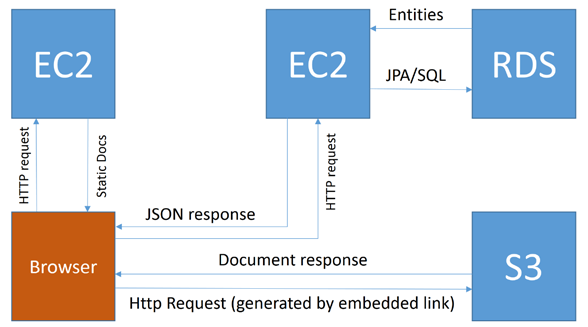 Entities
EC2
EC2
RDS
JPA/SQL
HTTP request
Static Docs
HTTP request
JSON response
Browser
Document response
S3
Http Request (generated by embedded link)